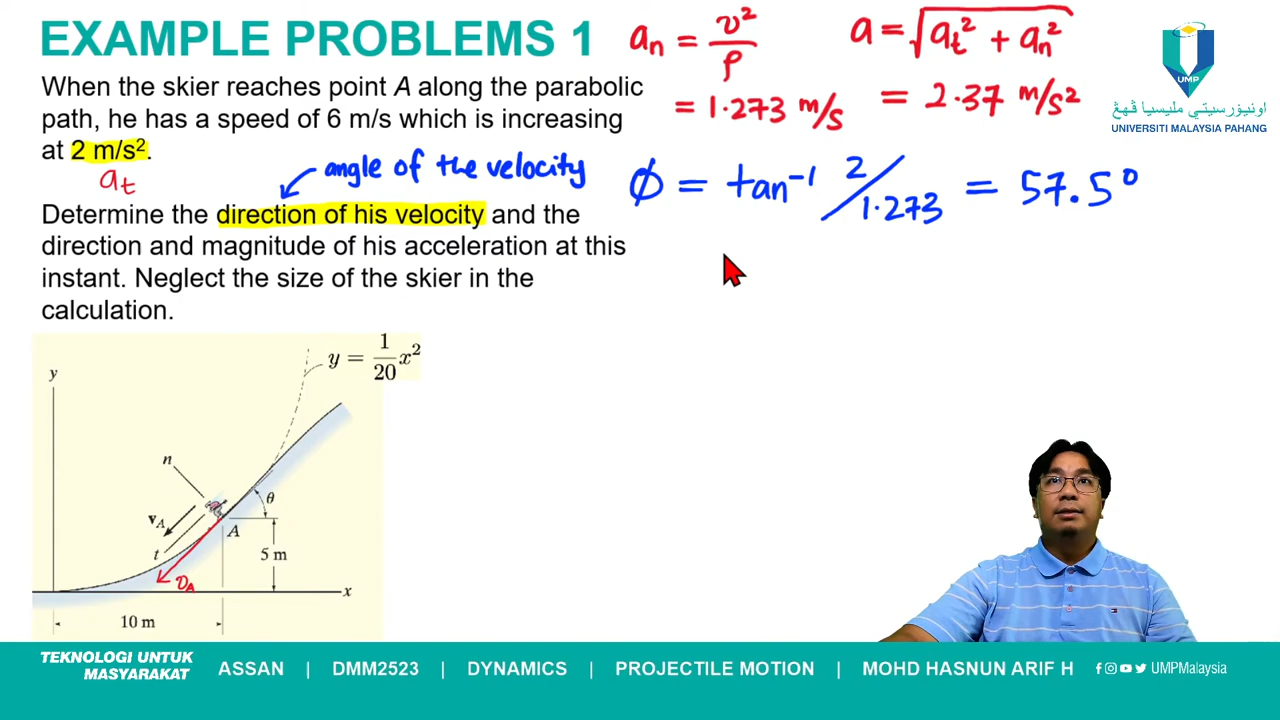 EXAMPLE PROBLEMS 1
When the skier reaches point A along the parabolic
path, he has a speed of 6 m/s which is increasing
at 2 m/s².
aₜ
angle of the velocity
Determine the direction of his velocity and the
direction and magnitude of his acceleration at this
instant. Neglect the size of the skier in the
calculation.
aₙ = v²/ρ
= 1.273 m/s
a = √(aₜ² + aₙ²)
= 2.37 m/s²
Ø = tan⁻¹ 2/1.273 = 57.5°
UMP
اونيۏرسيتي مليسيا ڤهڠ
UNIVERSITI MALAYSIA PAHANG
y = 1/20 x²
y
n
θ
v_A
A
t
5 m
v_A
x
10 m
TEKNOLOGI UNTUK
MASYARAKAT
ASSAN | DMM2523 | DYNAMICS | PROJECTILE MOTION | MOHD HASNUN ARIF H
UMPMalaysia